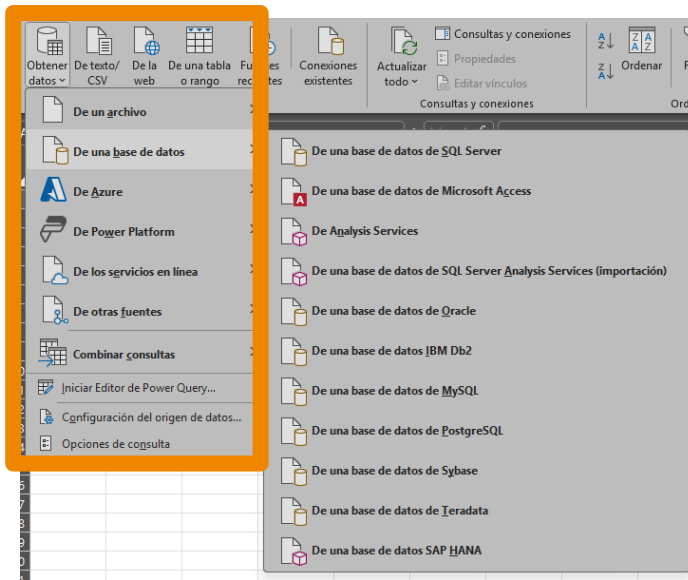 Obtener datos
De texto/ CSV
De la web
De una tabla o rango
Conexiones existentes
Actualizar todo
Consultas y conexiones
Propiedades
Editar vínculos
Consultas y conexiones
Ordenar
De un archivo
De una base de datos
De Azure
De Power Platform
De los servicios en línea
De otras fuentes
Combinar consultas
Iniciar Editor de Power Query...
Configuración del origen de datos...
Opciones de consulta
De una base de datos de SQL Server
De una base de datos de Microsoft Access
De Analysis Services
De una base de datos de SQL Server Analysis Services (importación)
De una base de datos de Oracle
De una base de datos IBM Db2
De una base de datos de MySQL
De una base de datos de PostgreSQL
De una base de datos de Sybase
De una base de datos de Teradata
De una base de datos SAP HANA